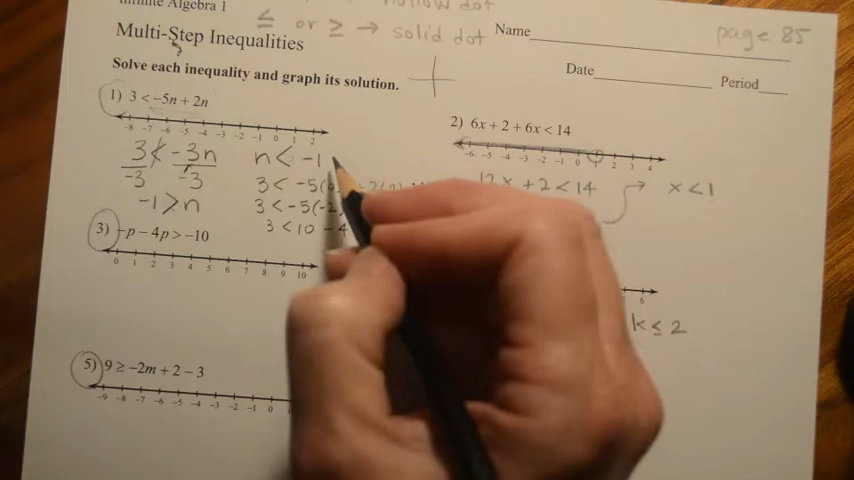 Infinite Algebra 1
hollow dot
≤ or ≥ → solid dot
Name
page 85
Multi-Step Inequalities
Date
Period
Solve each inequality and graph its solution.
1) 3 < −5n + 2n
-8 -7 -6 -5 -4 -3 -2 -1 0 1 2
3 < -3n
-3 -3
-1 > n
n < -1
3 < -5(
3 < -5(-2
3 < 10 - 4
2) 6x + 2 + 6x < 14
-6 -5 -4 -3 -2 -1 0 1 2 3 4
12x + 2 < 14
x < 1
3) −p − 4p > −10
0 1 2 3 4 5 6 7 8 9 10
6
k ≤ 2
5) 9 ≥ −2m + 2 − 3
-9 -8 -7 -6 -5 -4 -3 -2 -1 0